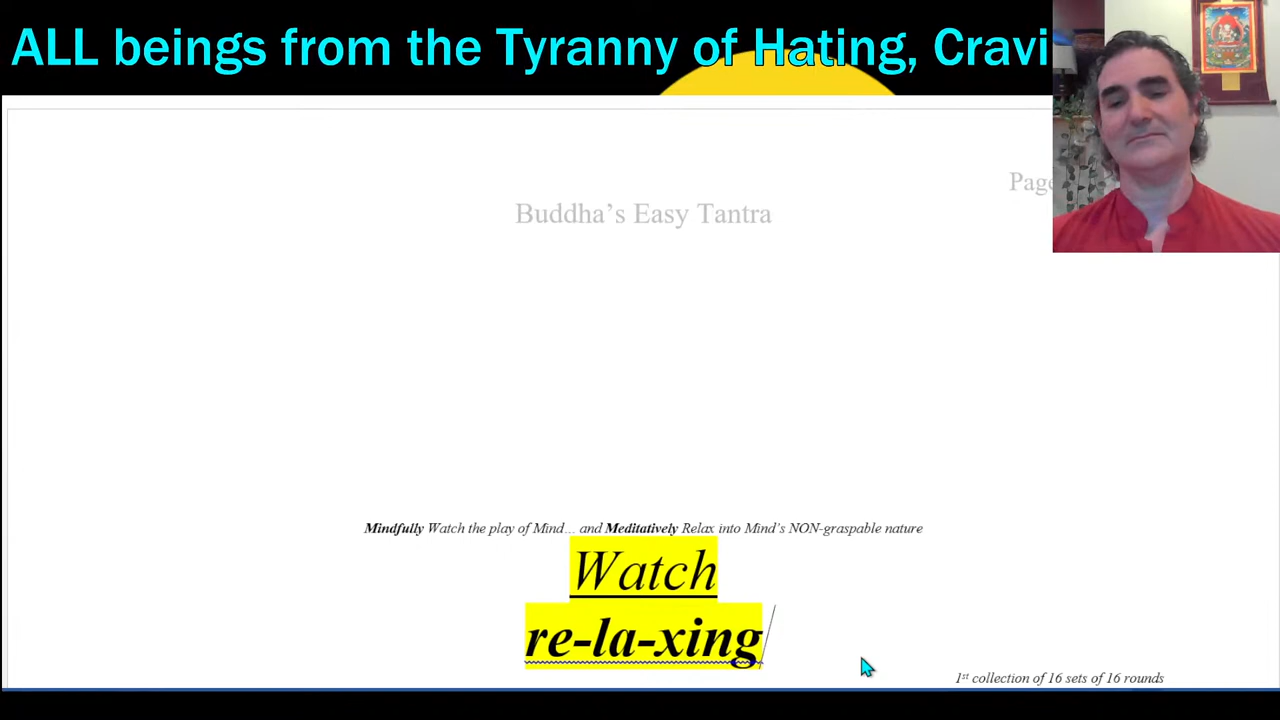 ALL beings from the Tyranny of Hating, Cravi
Page
Buddha’s Easy Tantra
Mindfully Watch the play of Mind… and Meditatively Relax into Mind’s NON-graspable nature
Watch
re-la-xing
1st collection of 16 sets of 16 rounds